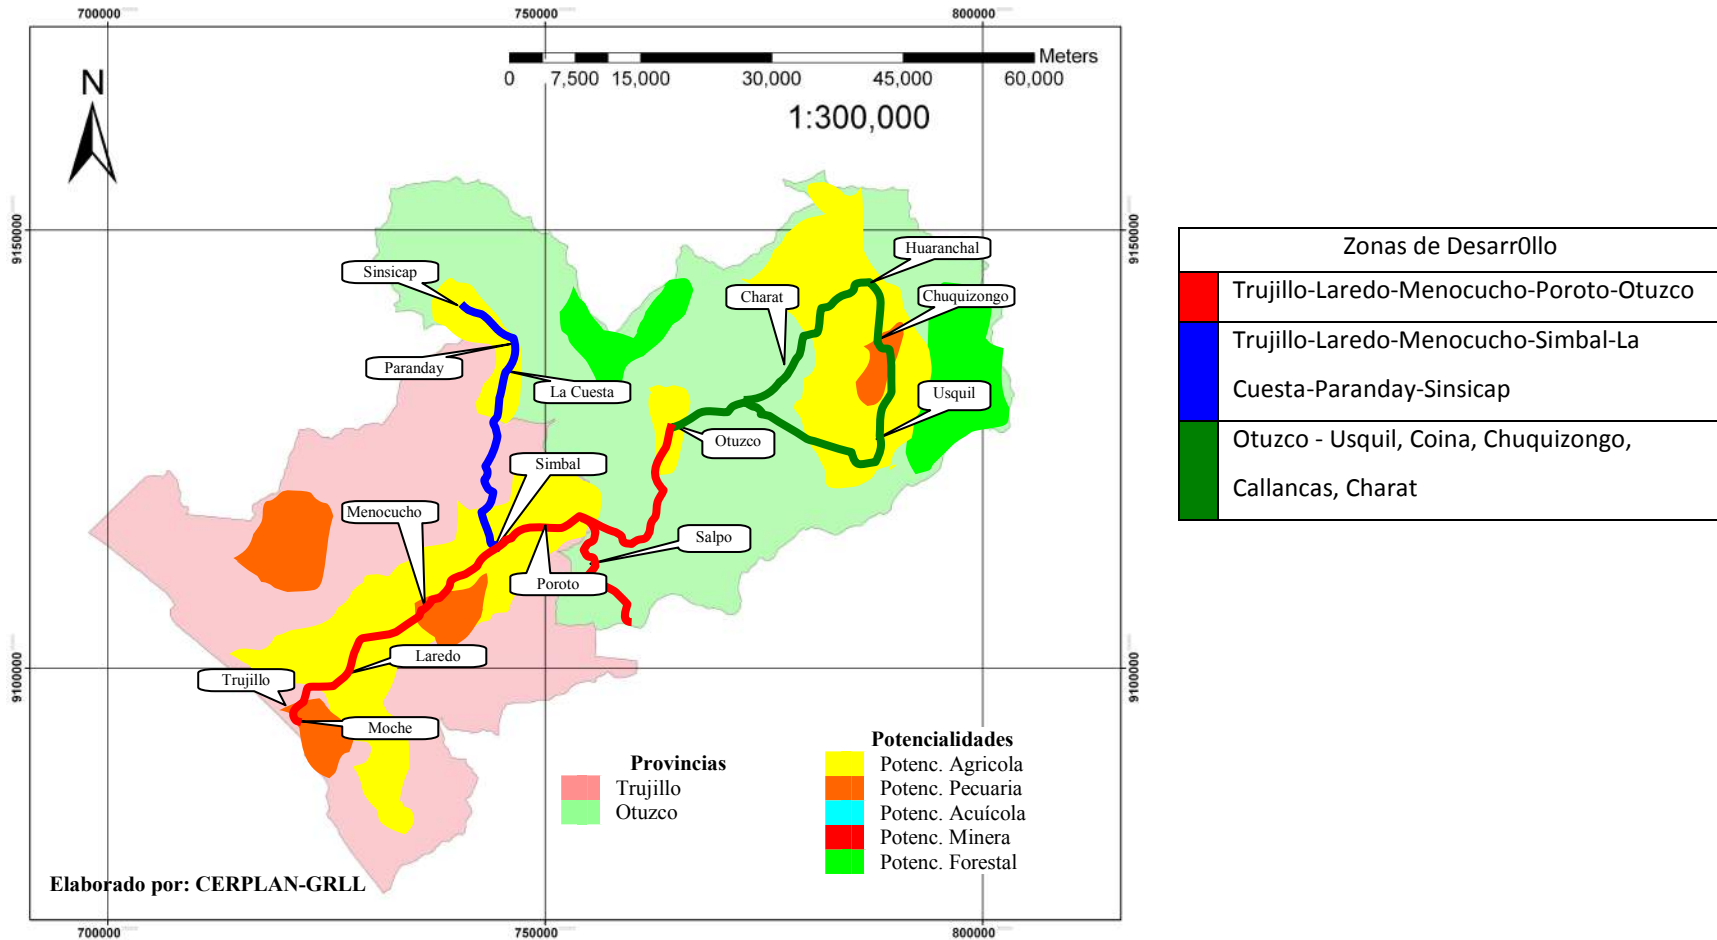 700000
750000
800000
Meters
0
7,500
15,000
30,000
45,000
60,000
1:300,000
N
9150000
9150000
Huaranchal
Sinsicap
Charat
Chuquizongo
Paranday
La Cuesta
Usquil
Otuzco
Simbal
Menocucho
Salpo
Poroto
Laredo
Trujillo
Moche
9100000
9100000
Provincias
Trujillo
Otuzco
Potencialidades
Potenc. Agricola
Potenc. Pecuaria
Potenc. Acuícola
Potenc. Minera
Potenc. Forestal
Elaborado por: CERPLAN-GRLL
700000
750000
800000
Zonas de Desarr0llo
Trujillo-Laredo-Menocucho-Poroto-Otuzco
Trujillo-Laredo-Menocucho-Simbal-La
Cuesta-Paranday-Sinsicap
Otuzco - Usquil, Coina, Chuquizongo,
Callancas, Charat